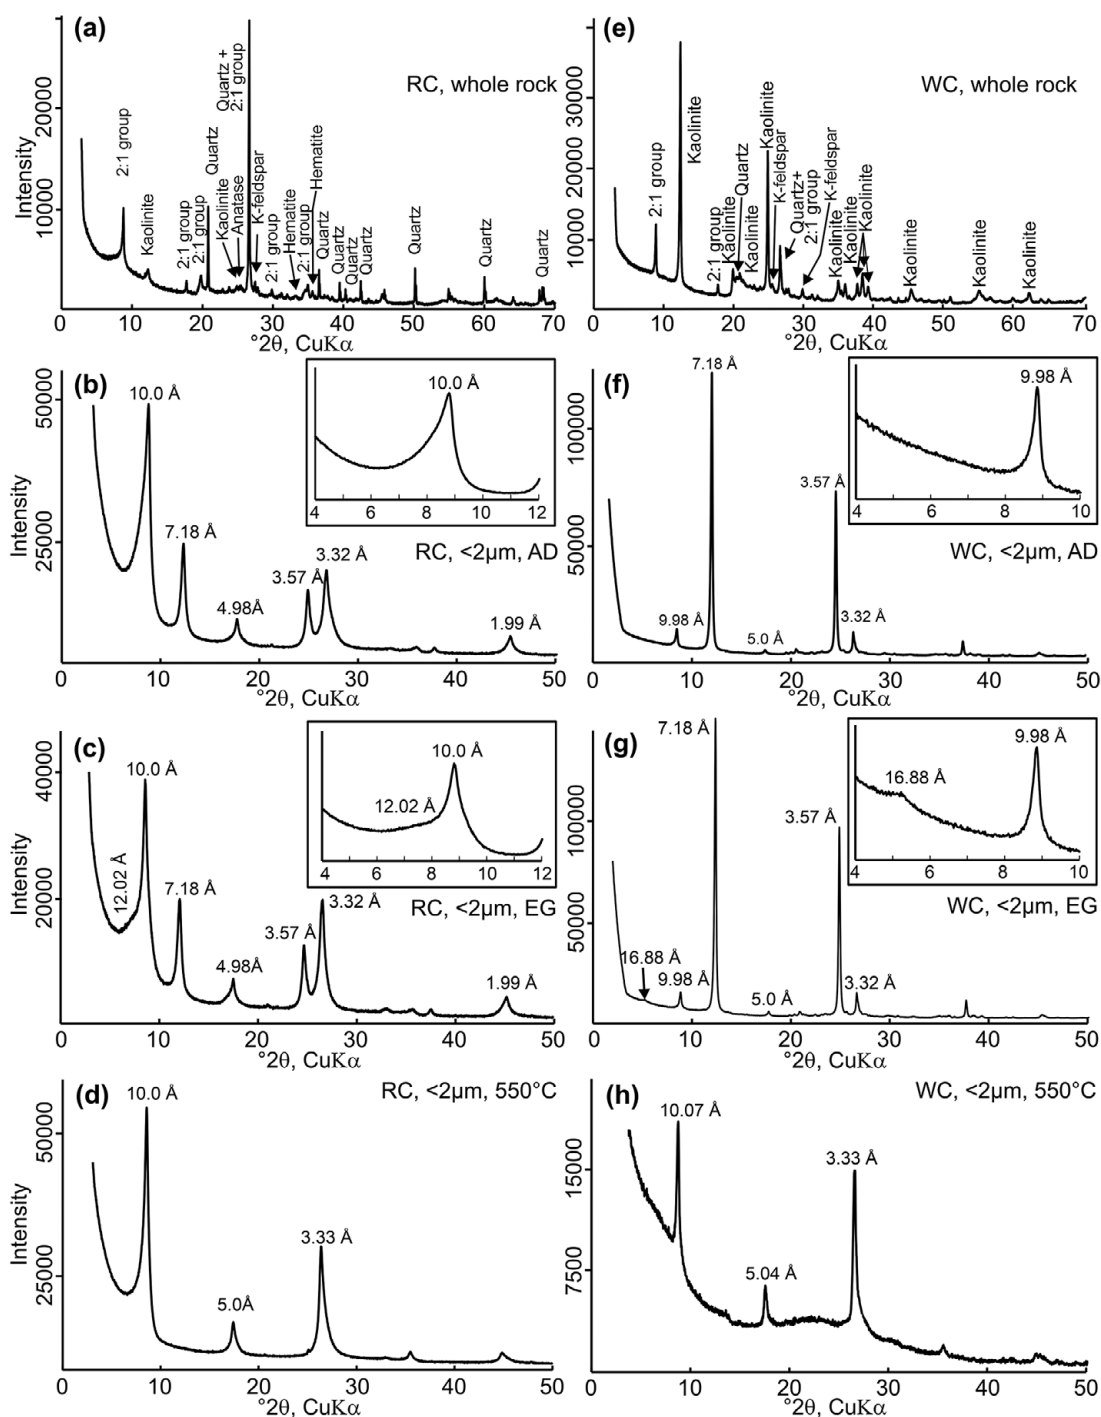 (a)
RC, whole rock
Intensity
20000
10000
2:1 group
Kaolinite
2:1 group
2:1 group
Quartz
Kaolinite
Anatase
Quartz +
2:1 group
K-feldspar
2:1 group
Hematite
2:1 group
Hematite
Quartz
Quartz
Quartz
Quartz
Quartz
Quartz
Quartz
0 10 20 30 40 50 60 70
°2θ, CuKα
(e)
WC, whole rock
30000
20000
10000
2:1 group
Kaolinite
2:1 group
Kaolinite
Quartz
Kaolinite
Kaolinite
K-feldspar
Quartz+
2:1 group
K-feldspar
Kaolinite
Kaolinite
Kaolinite
Kaolinite
Kaolinite
0 10 20 30 40 50 60 70
°2θ, CuKα
(b)
Intensity
50000
25000
10.0 Å
7.18 Å
4.98Å
3.57 Å
3.32 Å
1.99 Å
10.0 Å
4 6 8 10 12
RC, <2µm, AD
0 10 20 30 40 50
°2θ, CuKα
(f)
100000
50000
9.98 Å
7.18 Å
5.0 Å
3.57 Å
3.32 Å
9.98 Å
4 6 8 10
WC, <2µm, AD
0 10 20 30 40 50
°2θ, CuKα
(c)
Intensity
40000
20000
12.02 Å
10.0 Å
7.18 Å
4.98Å
3.57 Å
3.32 Å
1.99 Å
10.0 Å
12.02 Å
4 6 8 10 12
RC, <2µm, EG
0 10 20 30 40 50
°2θ, CuKα
(g)
100000
50000
16.88 Å
9.98 Å
7.18 Å
5.0 Å
3.57 Å
3.32 Å
9.98 Å
16.88 Å
4 6 8 10
WC, <2µm, EG
0 10 20 30 40 50
°2θ, CuKα
(d)
RC, <2µm, 550°C
Intensity
50000
25000
10.0 Å
5.0Å
3.33 Å
0 10 20 30 40 50
°2θ, CuKα
(h)
WC, <2µm, 550°C
15000
7500
10.07 Å
5.04 Å
3.33 Å
0 10 20 30 40 50
°2θ, CuKα